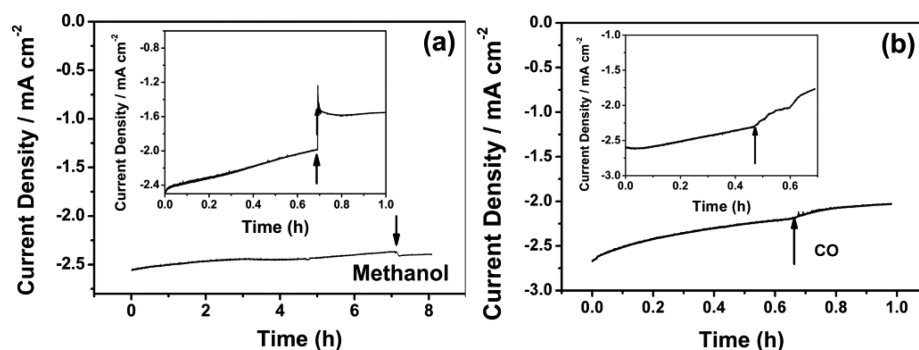 (a)
Current Density / mA cm⁻²
0.0
-0.5
-1.0
-1.5
-2.0
-2.5
-3.0
0 2 4 6 8
Time (h)
Methanol
Current Density / mA cm⁻²
-0.6
-1.2
-1.8
-2.4
0.0 0.2 0.4 0.6 0.8 1.0
Time (h)
(b)
Current Density / mA cm⁻²
0.0
-0.5
-1.0
-1.5
-2.0
-2.5
-3.0
0.0 0.2 0.4 0.6 0.8 1.0
Time (h)
CO
Current Density / mA cm⁻²
-1.0
-1.5
-2.0
-2.5
-3.0
0.0 0.2 0.4 0.6
Time (h)